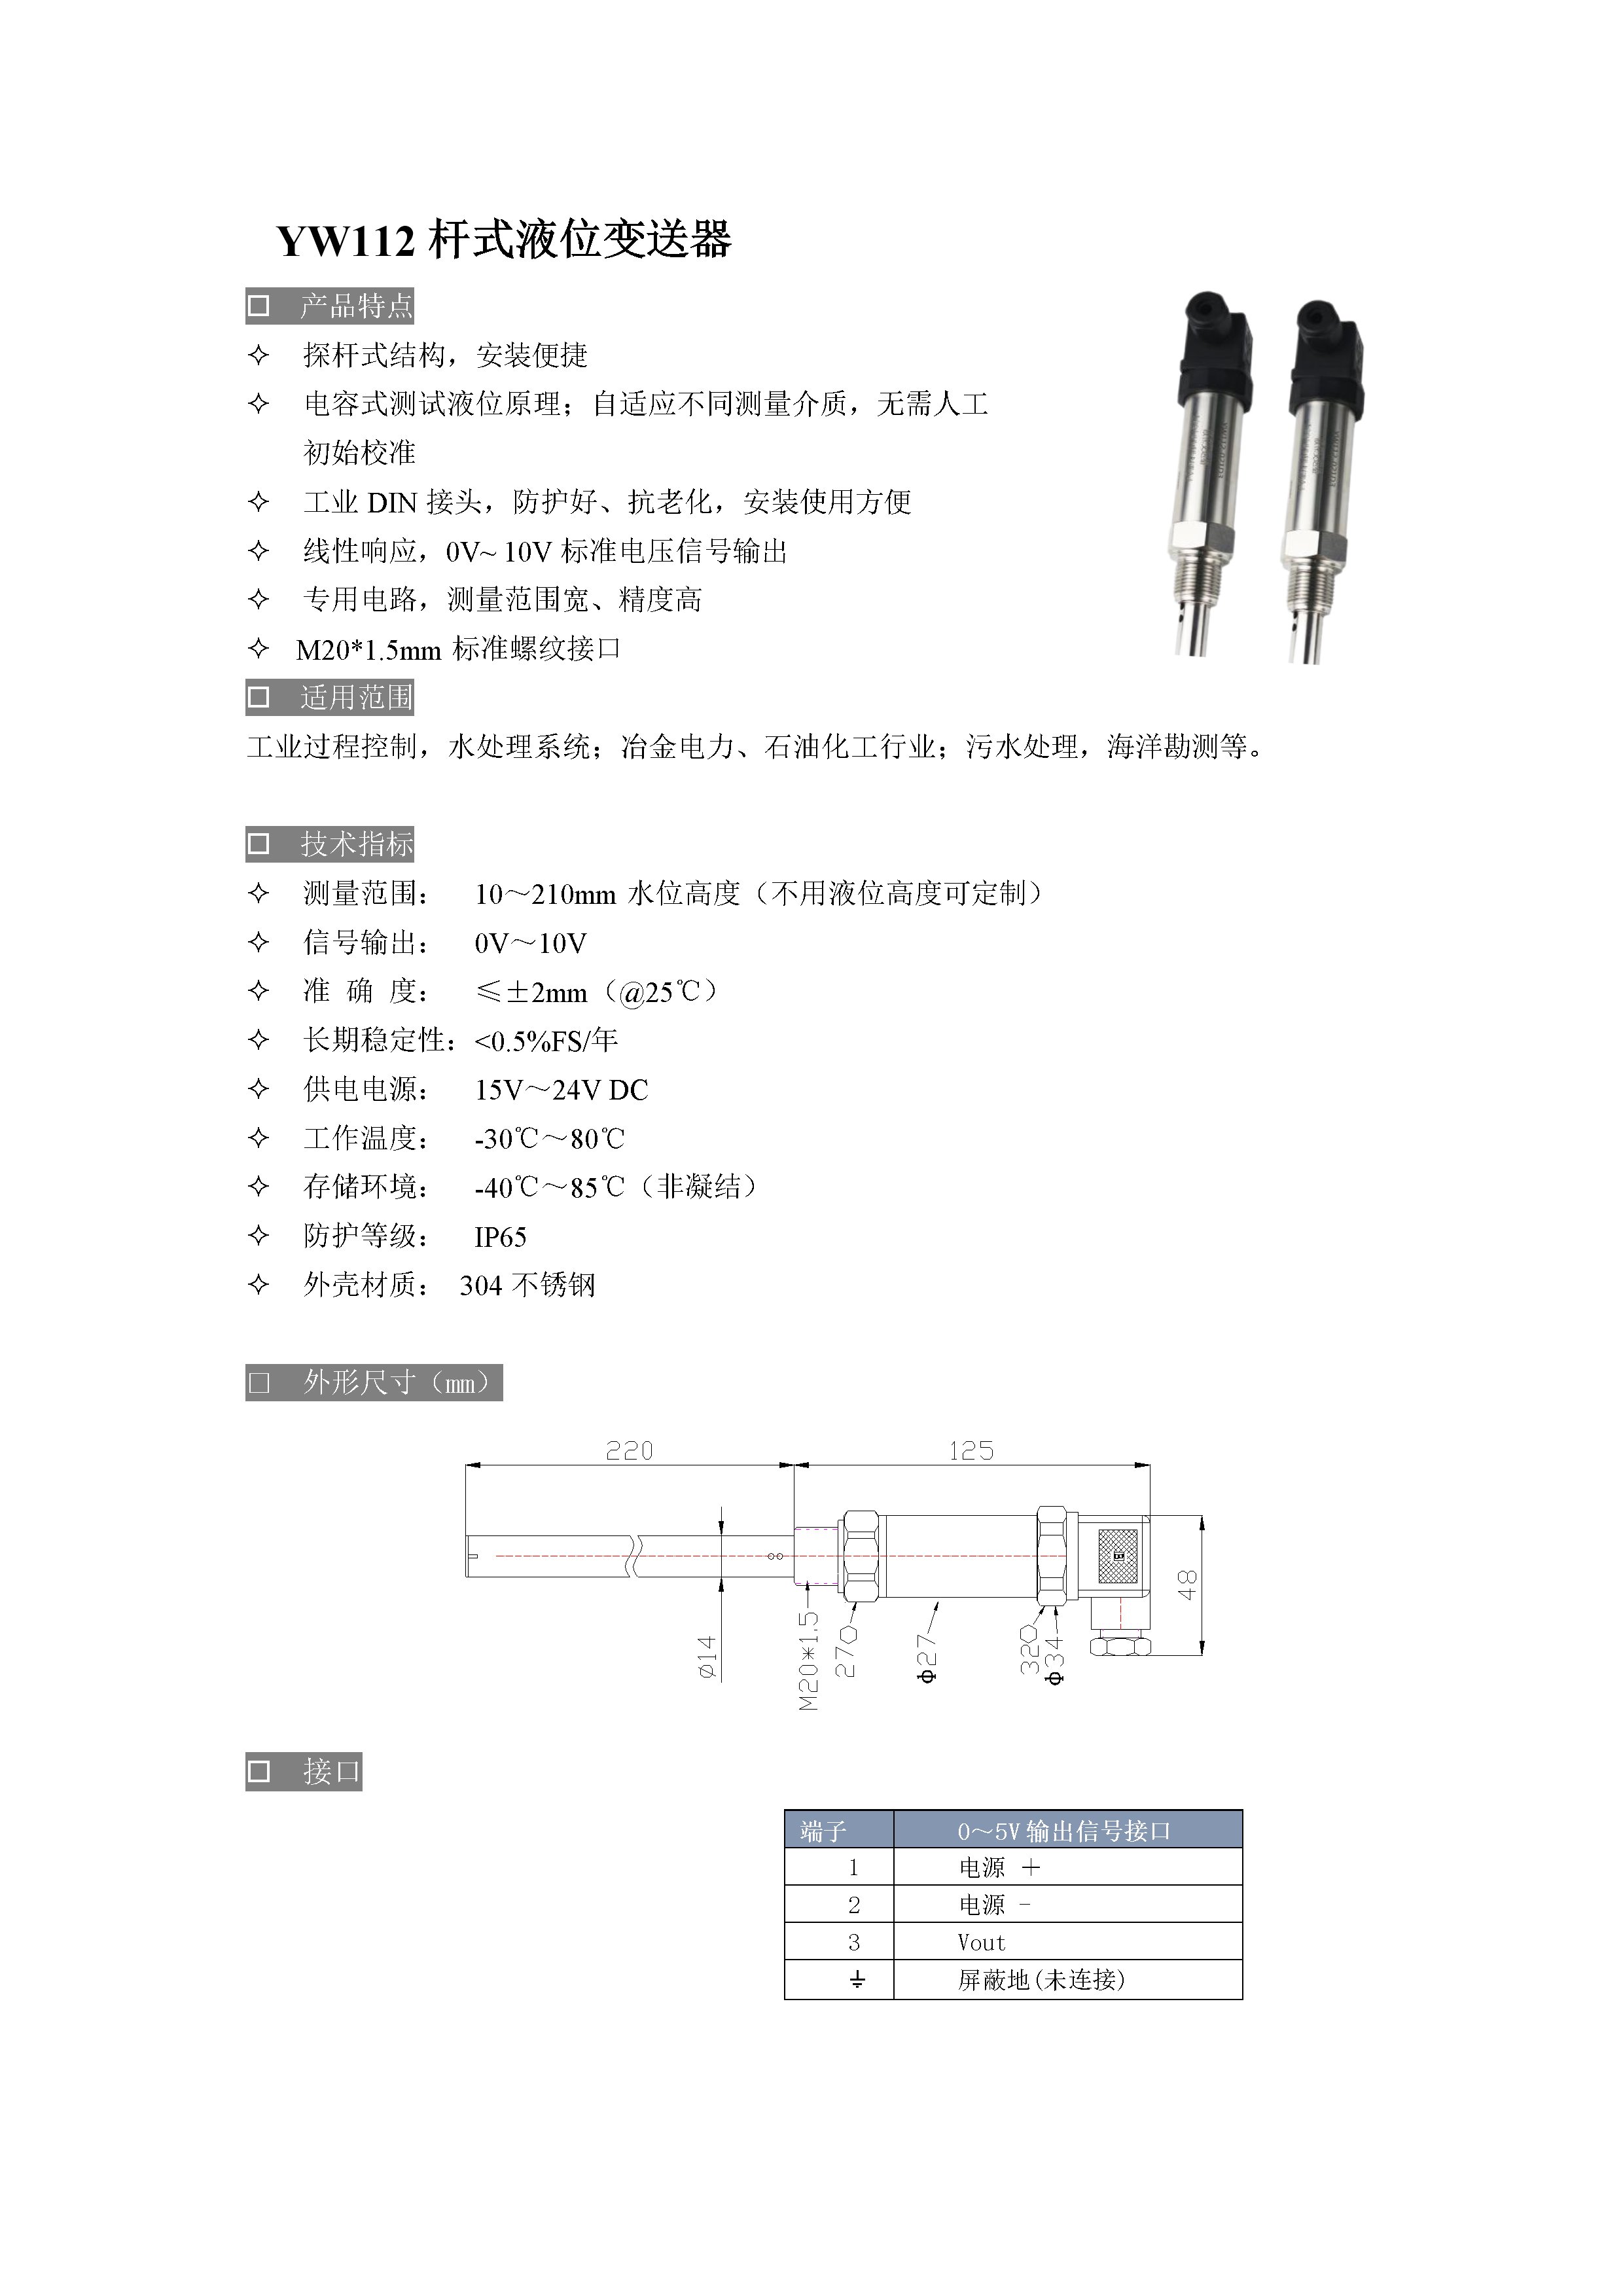 YW112 杆式液位变送器
□ 产品特点
✧ 探杆式结构，安装便捷
✧ 电容式测试液位原理；自适应不同测量介质，无需人工
初始校准
✧ 工业 DIN 接头，防护好、抗老化，安装使用方便
✧ 线性响应，0V~ 10V 标准电压信号输出
✧ 专用电路，测量范围宽、精度高
✧ M20*1.5mm 标准螺纹接口
□ 适用范围
工业过程控制，水处理系统；冶金电力、石油化工行业；污水处理，海洋勘测等。
□ 技术指标
✧ 测量范围： 10～210mm 水位高度（不用液位高度可定制）
✧ 信号输出： 0V～10V
✧ 准 确 度： ≤±2mm（@25℃）
✧ 长期稳定性：<0.5%FS/年
✧ 供电电源： 15V～24V DC
✧ 工作温度： -30℃～80℃
✧ 存储环境： -40℃～85℃（非凝结）
✧ 防护等级： IP65
✧ 外壳材质： 304 不锈钢
□ 外形尺寸（mm）
220
125
48
Ø14
M20*1.5
27⬡
ф27
32⬡
ф34
□ 接口
端子 0～5V 输出信号接口
1 电源 ＋
2 电源 -
3 Vout
⏚ 屏蔽地(未连接)